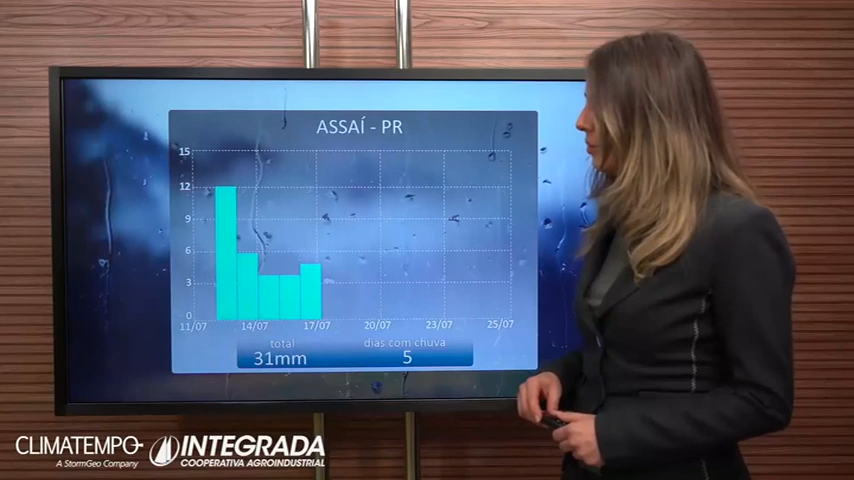 ASSAÍ - PR
15
12
9
6
3
0
11/07 14/07 17/07 20/07 23/07 25/07
total dias com chuva
31mm 5
CLIMATEMPO
A StormGeo Company
INTEGRADA
COOPERATIVA AGROINDUSTRIAL